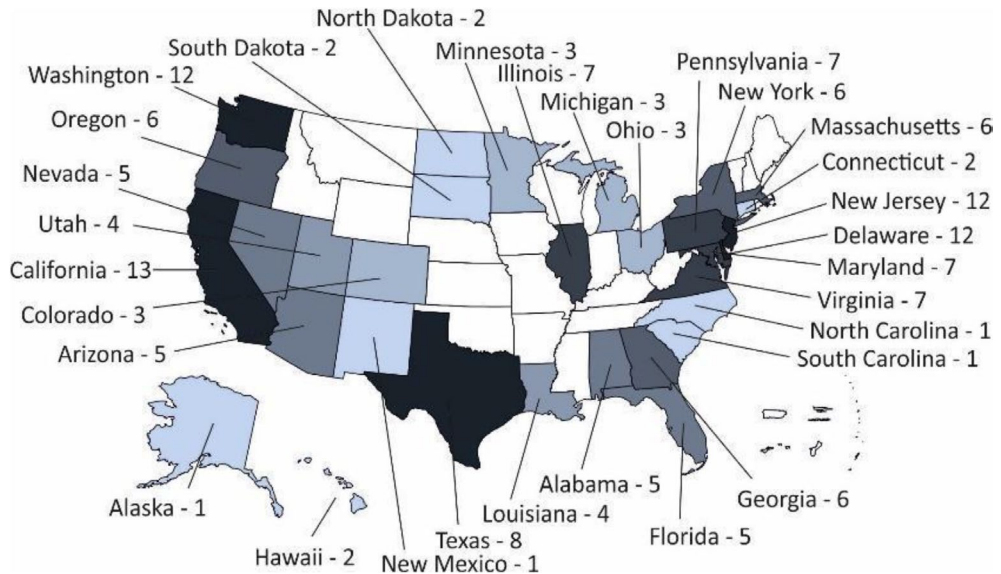 North Dakota - 2
South Dakota - 2
Minnesota - 3
Washington - 12
Illinois - 7
Pennsylvania - 7
Michigan - 3
New York - 6
Oregon - 6
Ohio - 3
Massachusetts - 6
Connecticut - 2
Nevada - 5
New Jersey - 12
Utah - 4
Delaware - 12
California - 13
Maryland - 7
Virginia - 7
Colorado - 3
North Carolina - 1
Arizona - 5
South Carolina - 1
Alabama - 5
Georgia - 6
Alaska - 1
Louisiana - 4
Florida - 5
Texas - 8
Hawaii - 2
New Mexico - 1